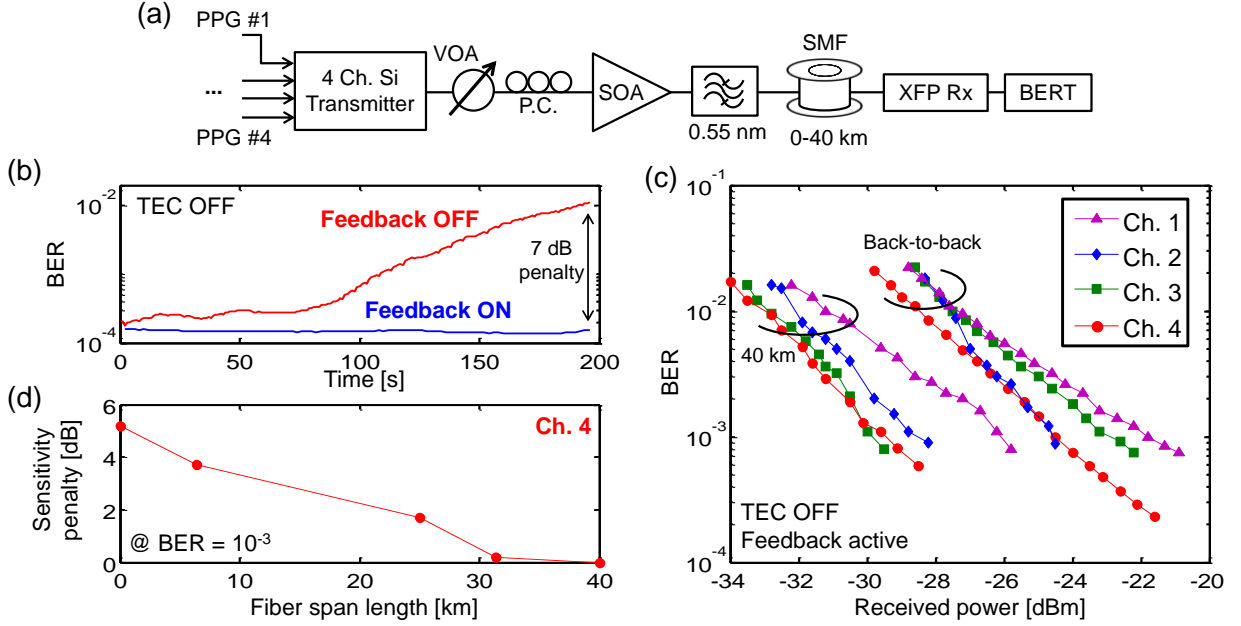 (a)
PPG #1
...
PPG #4
4 Ch. Si
Transmitter
VOA
P.C.
SOA
0.55 nm
SMF
0-40 km
XFP Rx
BERT
(b)
BER
10⁻²
10⁻⁴
TEC OFF
Feedback OFF
Feedback ON
7 dB
penalty
0
50
100
150
200
Time [s]
(c)
BER
10⁻¹
10⁻²
10⁻³
10⁻⁴
Back-to-back
40 km
Ch. 1
Ch. 2
Ch. 3
Ch. 4
TEC OFF
Feedback active
-34
-32
-30
-28
-26
-24
-22
-20
Received power [dBm]
(d)
Sensitivity
penalty [dB]
6
4
2
0
Ch. 4
@ BER = 10⁻³
0
10
20
30
40
Fiber span length [km]